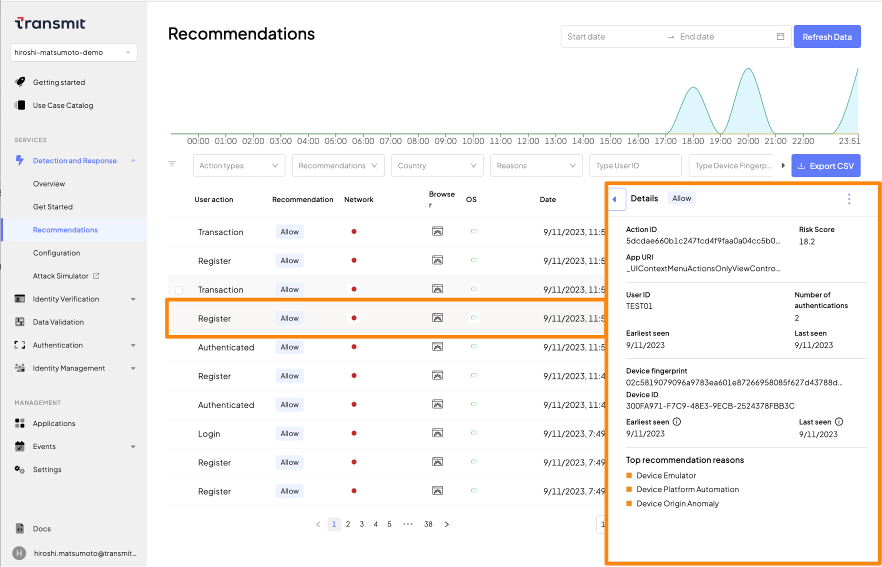 Transmit
hiroshi-matsumoto-demo
Getting started
Use Case Catalog
SERVICES
Detection and Response
Overview
Get Started
Recommendations
Configuration
Attack Simulator
Identity Verification
Data Validation
Authentication
Identity Management
MANAGEMENT
Applications
Events
Settings
Docs
H hiroshi.matsumoto@transmit...
Recommendations
Start date → End date
Refresh Data
00:00 01:00 02:00 03:00 04:00 05:00 06:00 07:00 08:00 09:00 10:00 11:00 12:00 13:00 14:00 15:00 16:00 17:00 18:00 19:00 20:00 21:00 22:00 23:51
Action types Recommendations Country Reasons Type User ID Type Device Fingerp... Export CSV
User action Recommendation Network Browser OS Date
Transaction Allow 9/11/2023, 11:5
Register Allow 9/11/2023, 11:5
Transaction Allow 9/11/2023, 11:5
Register Allow 9/11/2023, 11:5
Authenticated Allow 9/11/2023, 11:5
Register Allow 9/11/2023, 11:4
Authenticated Allow 9/11/2023, 11:4
Login Allow 9/11/2023, 7:49
Register Allow 9/11/2023, 7:49
Register Allow 9/11/2023, 7:49
< 1 2 3 4 5 ••• 38 >
Details Allow
Action ID
5dcdae660b1c247fcd4f9faa0a04cc5b0...
Risk Score
18.2
App URI
_UIContextMenuActionsOnlyViewContro...
User ID
TEST01
Number of
authentications
2
Earliest seen
9/11/2023
Last seen
9/11/2023
Device fingerprint
02c5819079096a9783ea601e87266958085f627d43788d...
Device ID
300FA971-F7C9-48E3-9ECB-2524378FBB3C
Earliest seen
9/11/2023
Last seen
9/11/2023
Top recommendation reasons
Device Emulator
Device Platform Automation
Device Origin Anomaly